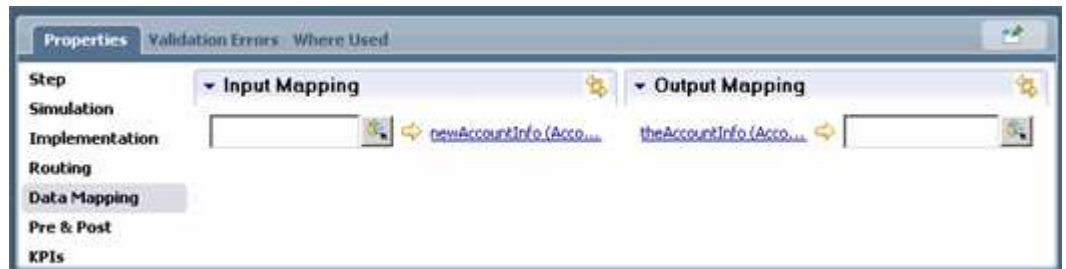 Properties Validation Errors Where Used
Step
Simulation
Implementation
Routing
Data Mapping
Pre & Post
KPIs
Input Mapping
newAccountInfo (Acco...
Output Mapping
theAccountInfo (Acco...